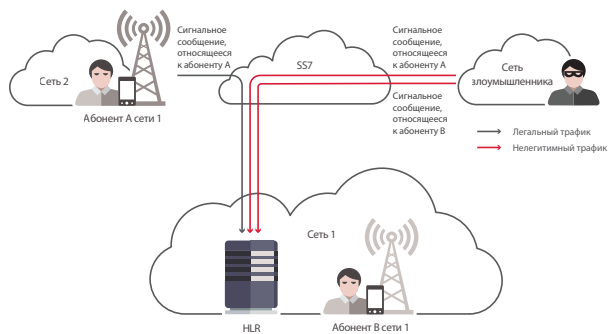 Сигнальное
сообщение,
относящееся
к абоненту А
Сеть 2
Абонент А сети 1
SS7
Сигнальное
сообщение,
относящееся
к абоненту А
Сигнальное
сообщение,
относящееся
к абоненту В
Сеть
злоумышленника
Легальный трафик
Нелегитимный трафик
Сеть 1
HLR
Абонент В сети 1